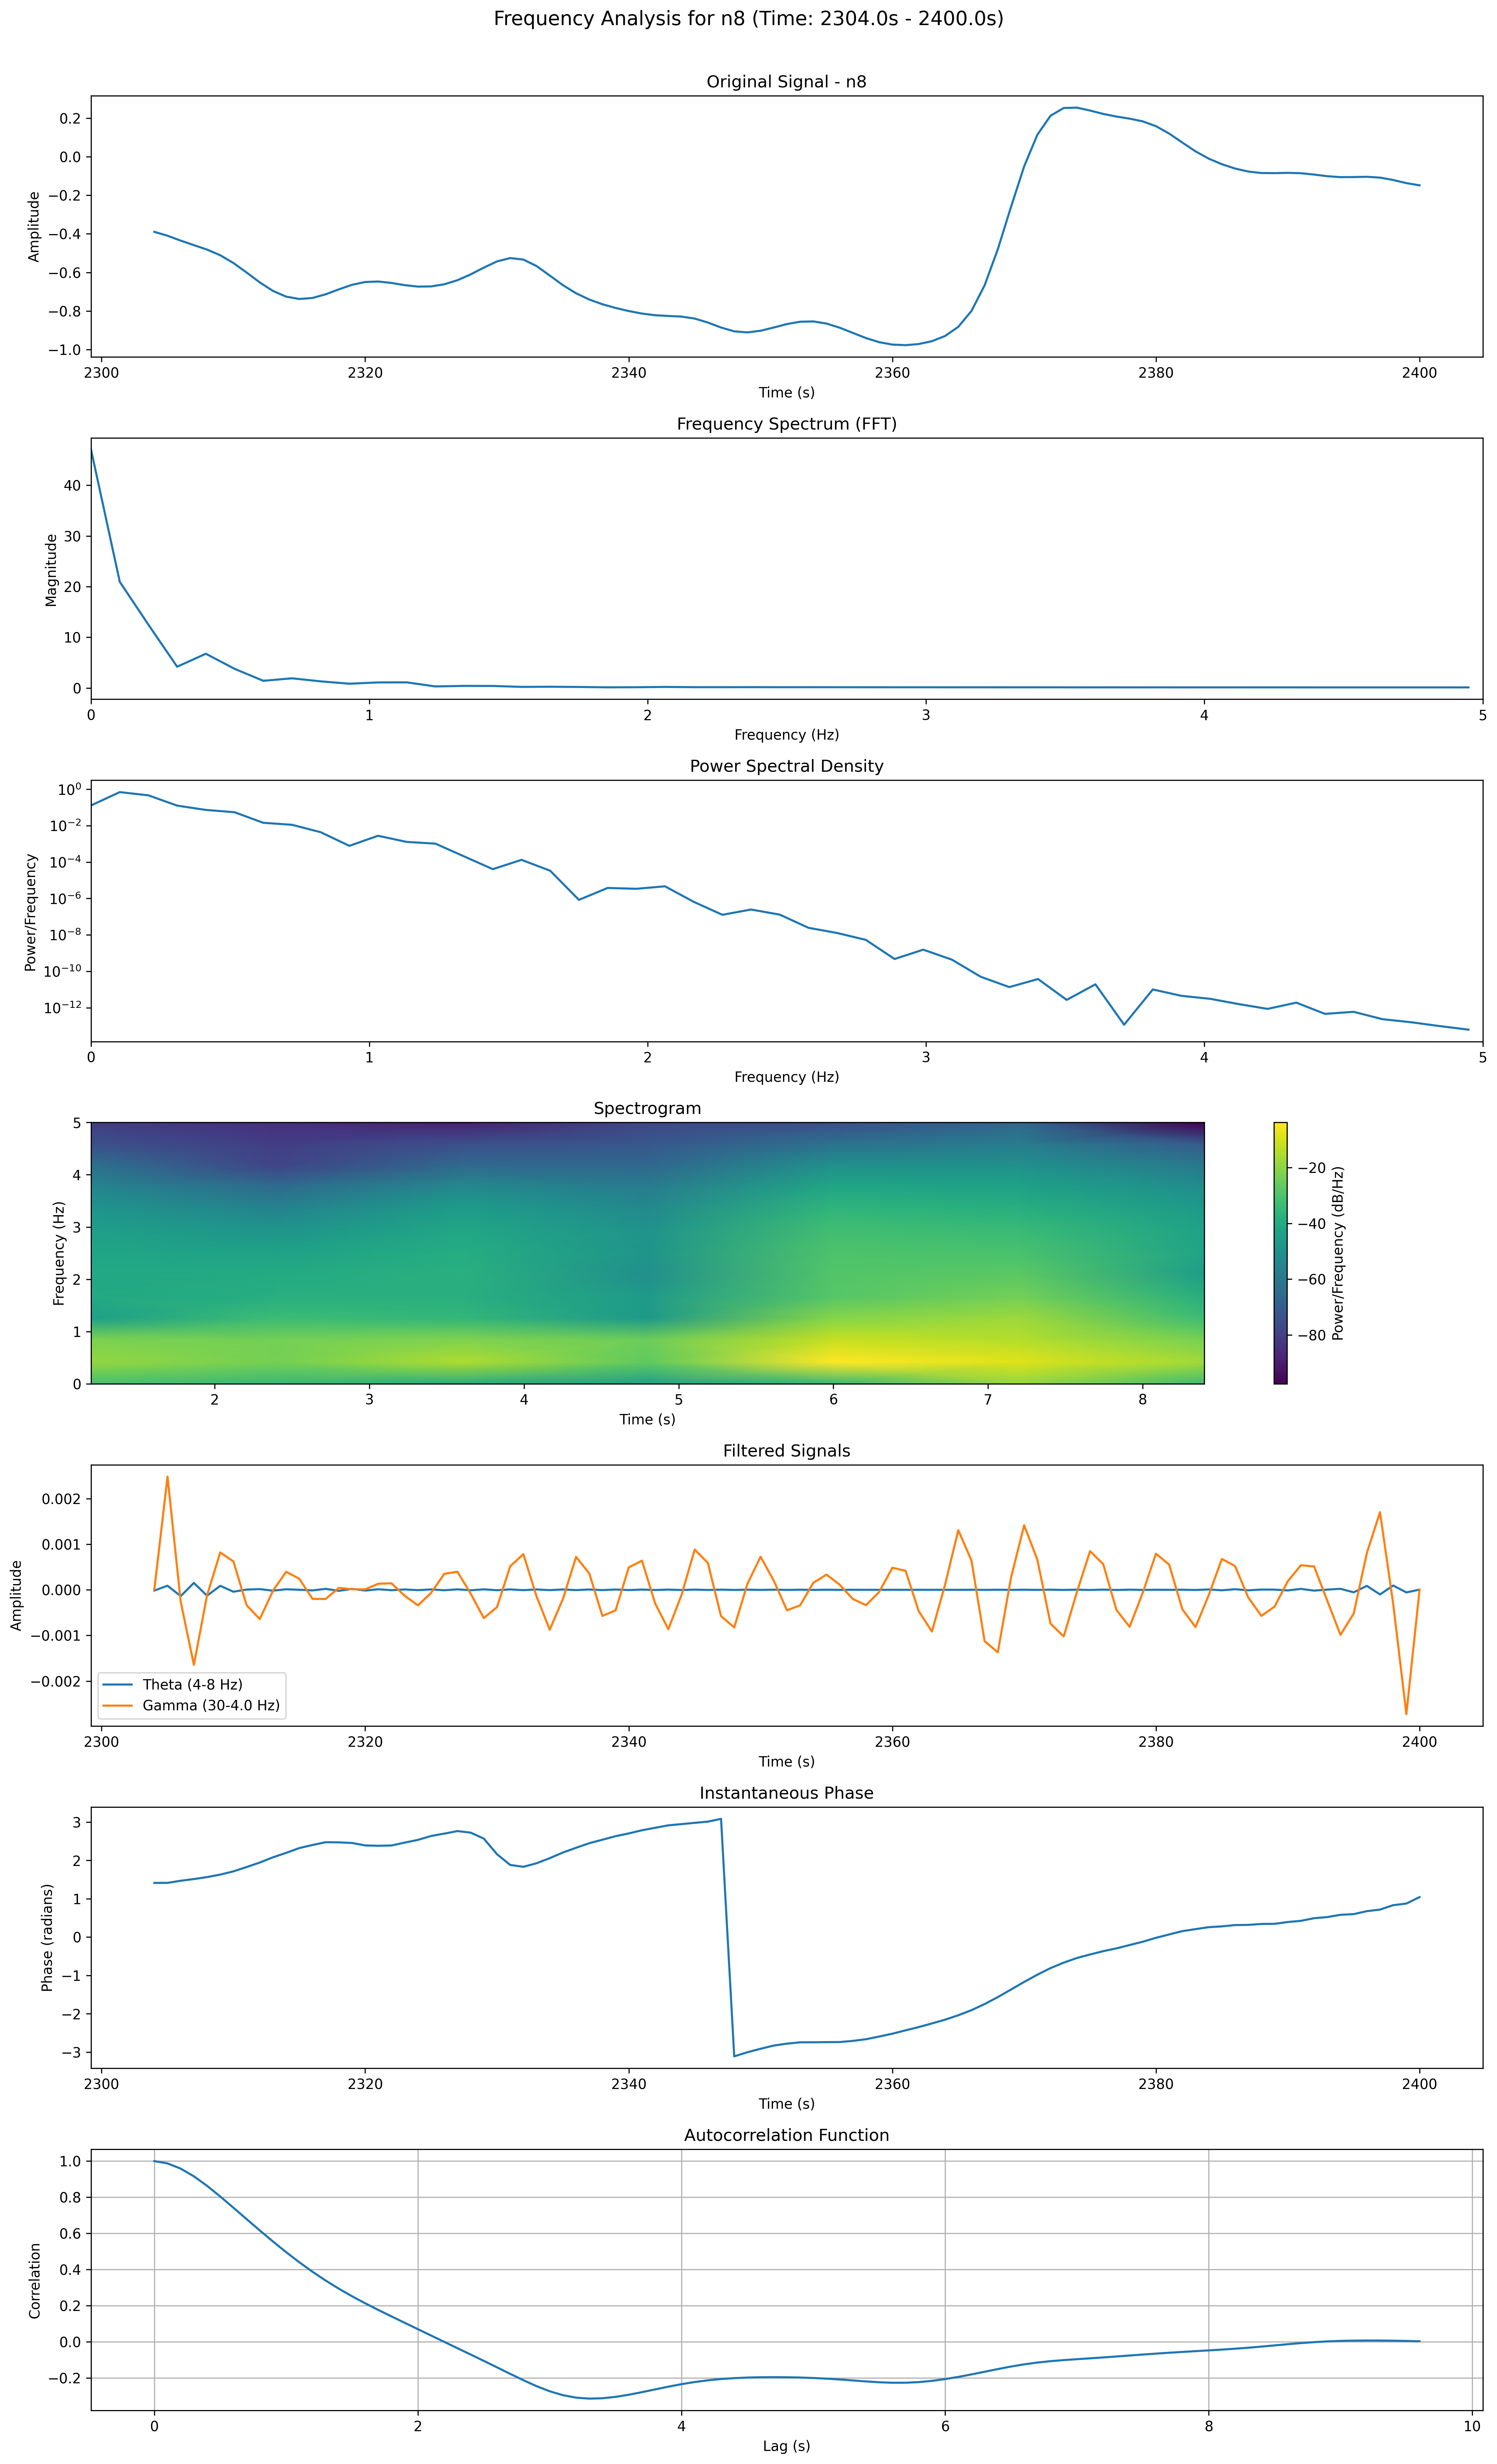 Frequency Analysis for n8 (Time: 2304.0s - 2400.0s)
Original Signal - n8
Amplitude
0.2
0.0
−0.2
−0.4
−0.6
−0.8
−1.0
2300 2320 2340 2360 2380 2400
Time (s)
Frequency Spectrum (FFT)
Magnitude
40
30
20
10
0
0 1 2 3 4 5
Frequency (Hz)
Power Spectral Density
Power/Frequency
10⁰
10⁻²
10⁻⁴
10⁻⁶
10⁻⁸
10⁻¹⁰
10⁻¹²
0 1 2 3 4 5
Frequency (Hz)
Spectrogram
Frequency (Hz)
5
4
3
2
1
0
2 3 4 5 6 7 8
Time (s)
−20
−40
−60
−80
Power/Frequency (dB/Hz)
Filtered Signals
Amplitude
0.002
0.001
0.000
−0.001
−0.002
Theta (4-8 Hz)
Gamma (30-4.0 Hz)
2300 2320 2340 2360 2380 2400
Time (s)
Instantaneous Phase
Phase (radians)
3
2
1
0
−1
−2
−3
2300 2320 2340 2360 2380 2400
Time (s)
Autocorrelation Function
Correlation
1.0
0.8
0.6
0.4
0.2
0.0
−0.2
0 2 4 6 8 10
Lag (s)